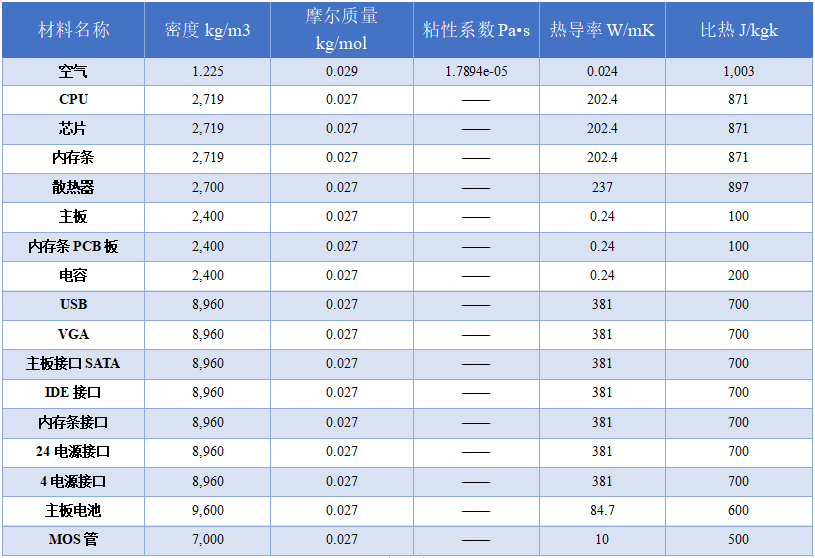 材料名称 密度 kg/m3 摩尔质量 kg/mol 粘性系数 Pa•s 热导率 W/mK 比热 J/kgk
空气 1.225 0.029 1.7894e-05 0.024 1,003
CPU 2,719 0.027 —— 202.4 871
芯片 2,719 0.027 —— 202.4 871
内存条 2,719 0.027 —— 202.4 871
散热器 2,700 0.027 —— 237 897
主板 2,400 0.027 —— 0.24 100
内存条 PCB 板 2,400 0.027 —— 0.24 100
电容 2,400 0.027 —— 0.24 200
USB 8,960 0.027 —— 381 700
VGA 8,960 0.027 —— 381 700
主板接口 SATA 8,960 0.027 —— 381 700
IDE 接口 8,960 0.027 —— 381 700
内存条接口 8,960 0.027 —— 381 700
24 电源接口 8,960 0.027 —— 381 700
4 电源接口 8,960 0.027 —— 381 700
主板电池 9,600 0.027 —— 84.7 600
MOS 管 7,000 0.027 —— 10 500